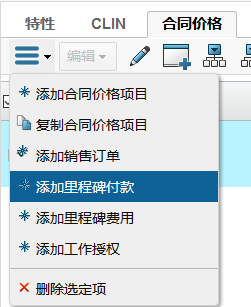 特性 CLIN 合同价格
编辑
添加合同价格项目
复制合同价格项目
添加销售订单
添加里程碑付款
添加里程碑费用
添加工作授权
删除选定项